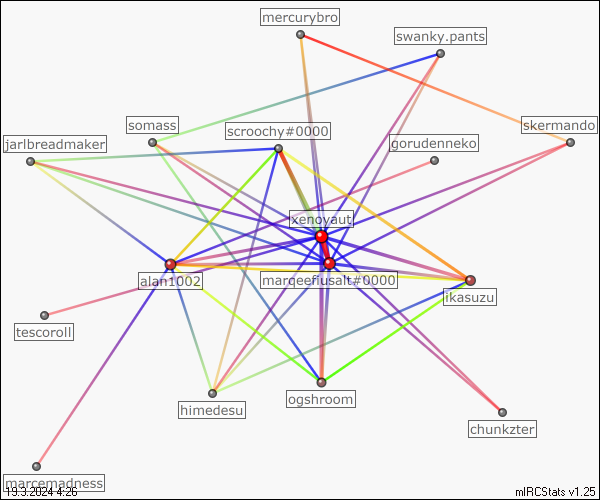 mercurybro
swanky.pants
somass
scroochy#0000
skermando
jarlbreadmaker
gorudenneko
xenoyaut
alan1002
marqeefiusalt#0000
ikasuzu
tescoroll
himedesu
ogshroom
chunkzter
marcemadness
19.3.2024 4:26
mIRCStats v1.25